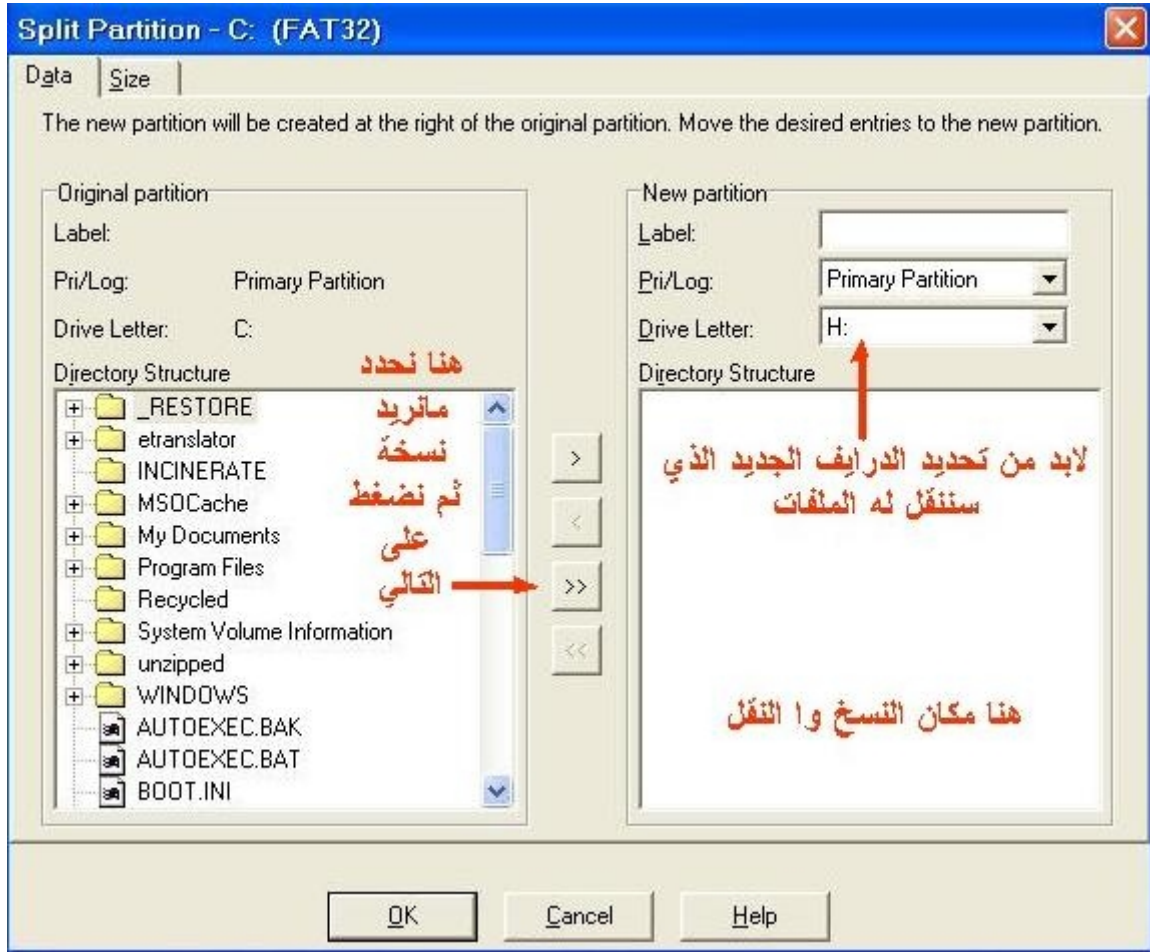 Split Partition - C: (FAT32)
Data
Size
The new partition will be created at the right of the original partition. Move the desired entries to the new partition.
Original partition
Label:
Pri/Log: Primary Partition
Drive Letter: C:
Directory Structure
_RESTORE
etranslator
INCINERATE
MSOCache
My Documents
Program Files
Recycled
System Volume Information
unzipped
WINDOWS
AUTOEXEC.BAK
AUTOEXEC.BAT
BOOT.INI
هنا نحدد
مانريد
نسخة
ثم نضغط
على
التالي
>
<
>>
<<
New partition
Label:
Pri/Log: Primary Partition
Drive Letter: H:
Directory Structure
لابد من تحديد الدرايف الجديد الذي
سننقل له الملفات
هنا مكان النسخ وا النقل
OK
Cancel
Help